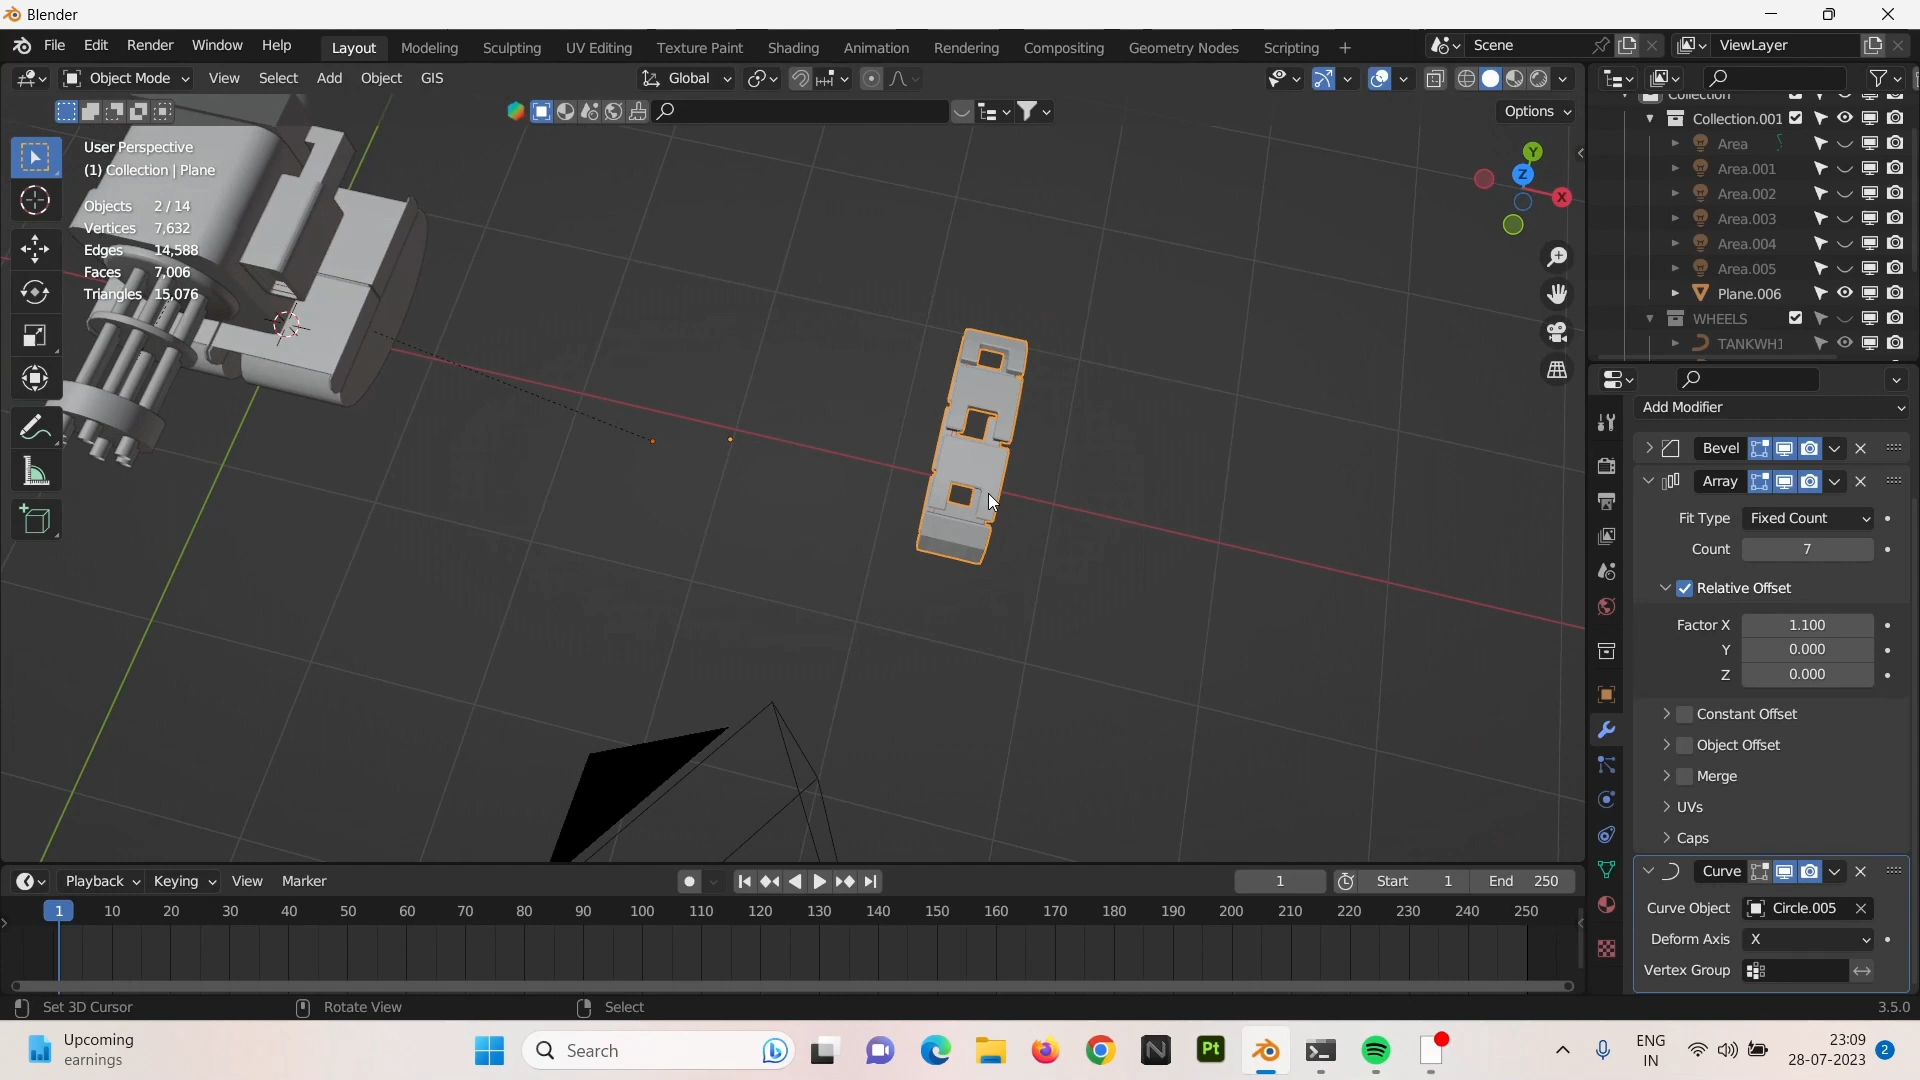 Blender
File Edit Render Window Help
Layout Modeling Sculpting UV Editing Texture Paint Shading Animation Rendering Compositing Geometry Nodes Scripting +
Scene
ViewLayer
Object Mode View Select Add Object GIS
Global
Options
User Perspective
(1) Collection | Plane
Objects 2 / 14
Vertices 7,632
Edges 14,588
Faces 7,006
Triangles 15,076
Y
Z
X
Collection
Collection.001
Area
Area.001
Area.002
Area.003
Area.004
Area.005
Plane.006
WHEELS
Add Modifier
Bevel
Array
Fit Type Fixed Count
Count 7
Relative Offset
Factor X 1.100
Y 0.000
Z 0.000
Constant Offset
Object Offset
Merge
UVs
Caps
Curve
Curve Object Circle.005
Deform Axis X
Vertex Group
Playback Keying View Marker
1 Start 1 End 250
1 10 20 30 40 50 60 70 80 90 100 110 120 130 140 150 160 170 180 190 200 210 220 230 240 250
Set 3D Cursor Rotate View Select 3.5.0
Upcoming
earnings
Search
N
Pt
ENG
IN
23:09
28-07-2023
2